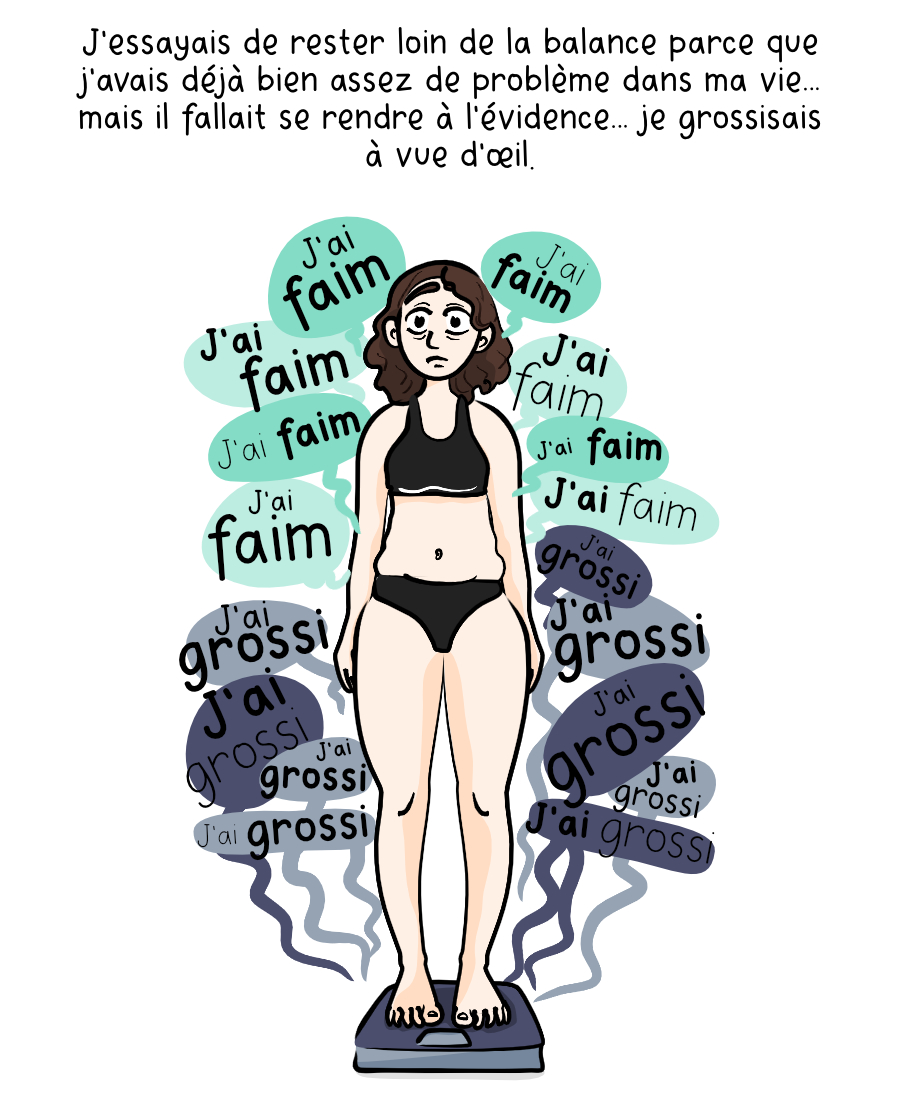 J'essayais de rester loin de la balance parce que
j'avais déjà bien assez de problème dans ma vie...
mais il fallait se rendre à l'évidence... je grossisais
à vue d'œil.
J'ai
faim
J'ai
faim
J'ai
faim
J'ai
faim
J'ai faim
J'ai faim
J'ai
faim
J'ai faim
J'ai
grossi
J'ai
grossi
J'ai
grossi
J'ai
grossi
J'ai
grossi
J'ai
grossi
J'ai
grossi
J'ai grossi
J'ai grossi